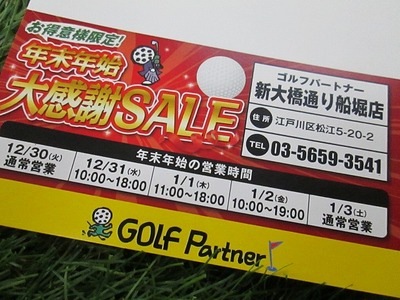 お得意様限定!
年末年始
大感謝SALE
ゴルフパートナー
新大橋通り船堀店
住所 江戸川区松江5-20-2
TEL 03-5659-3541
年末年始の営業時間
12/30(火) 通常営業
12/31(水) 10:00~18:00
1/1(木) 11:00~18:00
1/2(金) 10:00~19:00
1/3(土) 通常営業
GOLF Partner